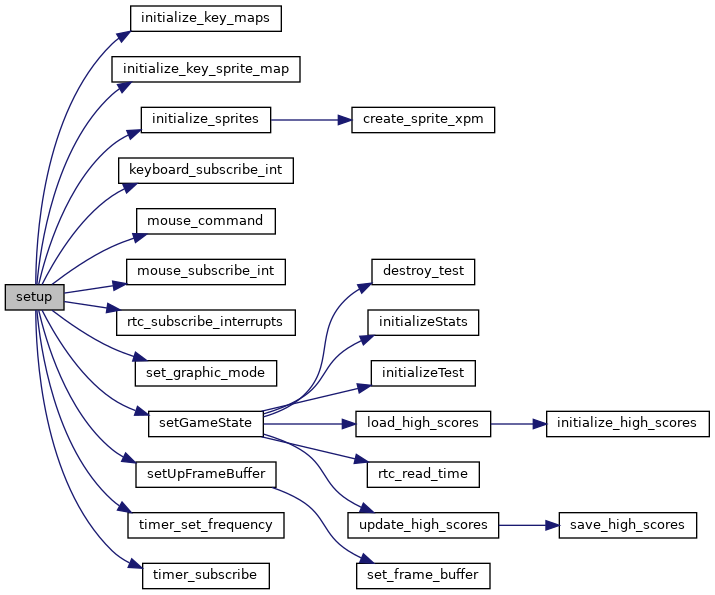 initialize_key_maps
initialize_key_sprite_map
initialize_sprites
create_sprite_xpm
keyboard_subscribe_int
mouse_command
mouse_subscribe_int
destroy_test
setup
rtc_subscribe_interrupts
initializeStats
set_graphic_mode
initializeTest
setGameState
load_high_scores
initialize_high_scores
setUpFrameBuffer
rtc_read_time
timer_set_frequency
update_high_scores
save_high_scores
timer_subscribe
set_frame_buffer